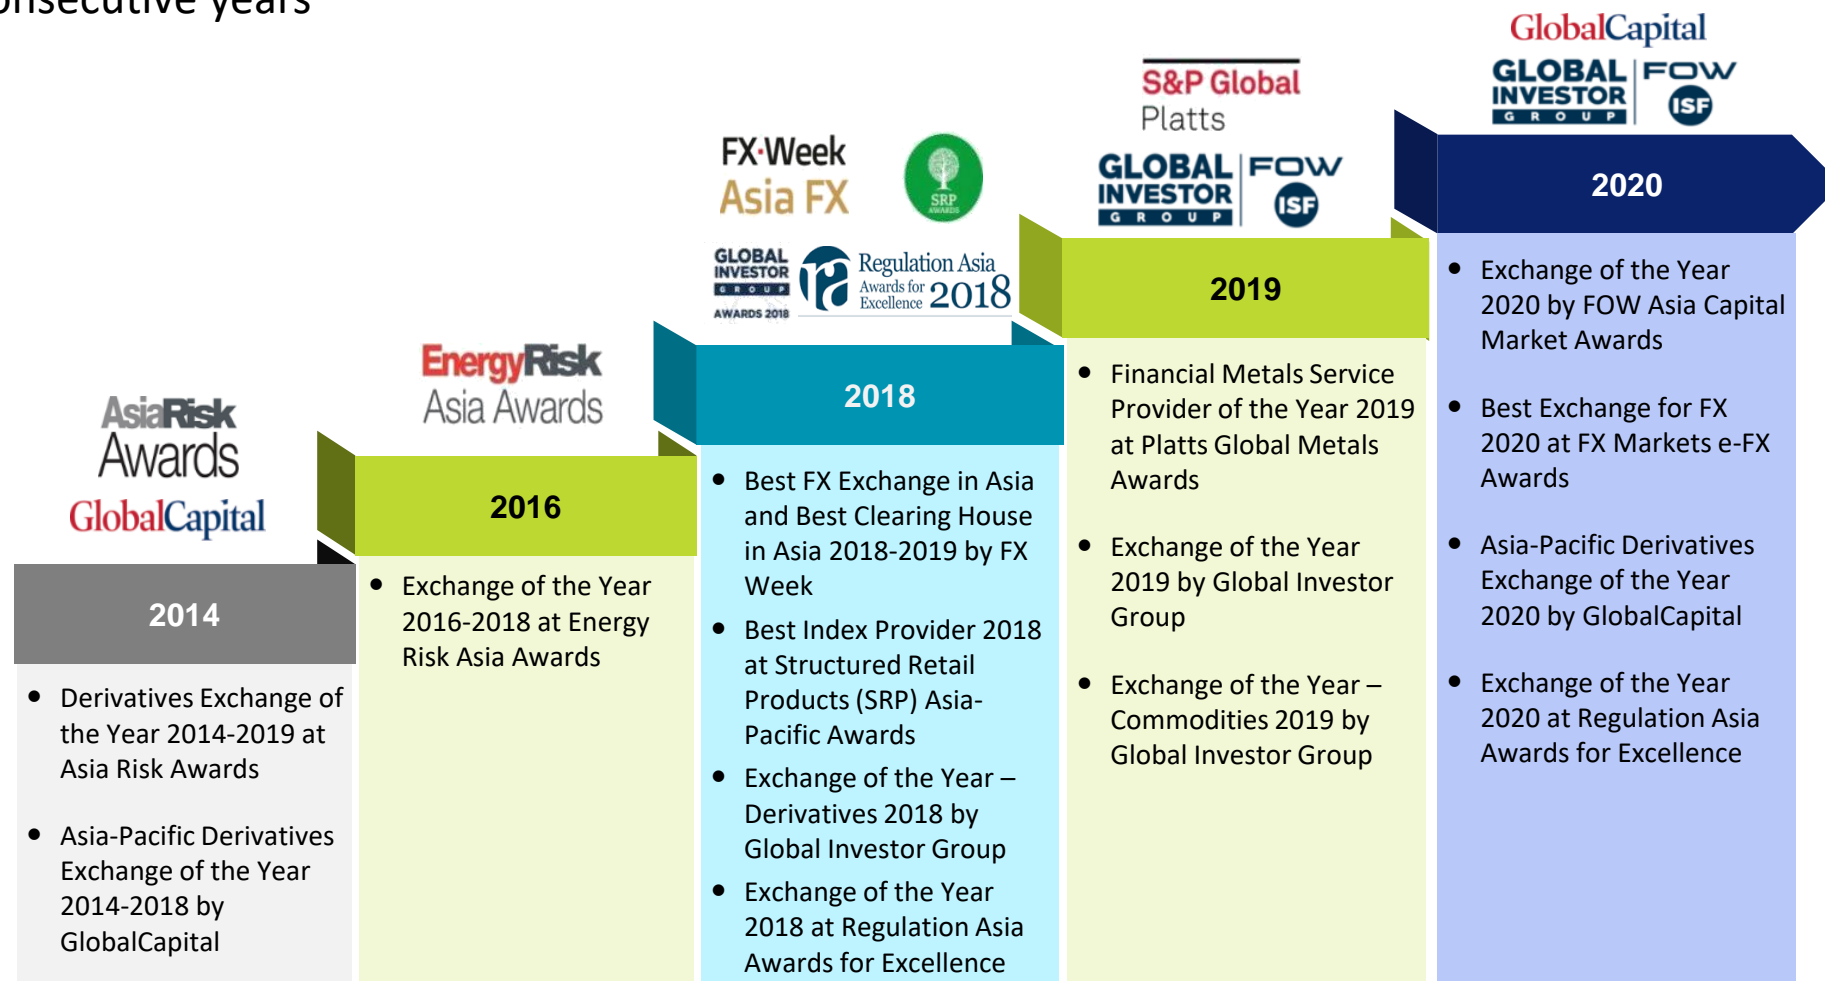 onsecutive years
AsiaRisk
Awards
GlobalCapital
2014
• Derivatives Exchange of
the Year 2014-2019 at
Asia Risk Awards
• Asia-Pacific Derivatives
Exchange of the Year
2014-2018 by
GlobalCapital
EnergyRisk
Asia Awards
2016
• Exchange of the Year
2016-2018 at Energy
Risk Asia Awards
FX·Week
Asia FX
SRP
AWARDS
GLOBAL
INVESTOR
GROUP
AWARDS 2018
ra
Regulation Asia
Awards for
Excellence 2018
2018
• Best FX Exchange in Asia
and Best Clearing House
in Asia 2018-2019 by FX
Week
• Best Index Provider 2018
at Structured Retail
Products (SRP) Asia-
Pacific Awards
• Exchange of the Year –
Derivatives 2018 by
Global Investor Group
• Exchange of the Year
2018 at Regulation Asia
Awards for Excellence
S&P Global
Platts
GLOBAL
INVESTOR
GROUP
FOW
ISF
2019
• Financial Metals Service
Provider of the Year 2019
at Platts Global Metals
Awards
• Exchange of the Year
2019 by Global Investor
Group
• Exchange of the Year –
Commodities 2019 by
Global Investor Group
GlobalCapital
GLOBAL
INVESTOR
GROUP
FOW
ISF
2020
• Exchange of the Year
2020 by FOW Asia Capital
Market Awards
• Best Exchange for FX
2020 at FX Markets e-FX
Awards
• Asia-Pacific Derivatives
Exchange of the Year
2020 by GlobalCapital
• Exchange of the Year
2020 at Regulation Asia
Awards for Excellence